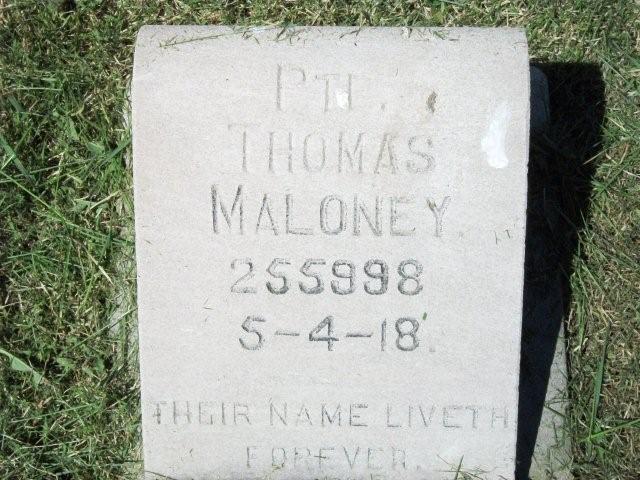 PTE.
THOMAS
MALONEY.
255998
5-4-18.
THEIR NAME LIVETH
FOREVER.